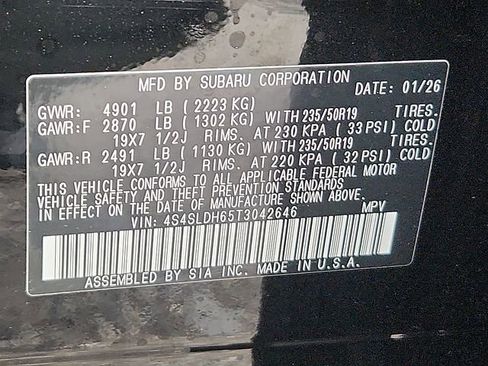 MFD BY SUBARU CORPORATION
DATE: 01/26
GVWR: 4901 LB ( 2223 KG)
GAWR:F 2870 LB ( 1302 KG) WITH 235/50R19 TIRES.
19X7 1/2J RIMS. AT 230 KPA ( 33 PSI) COLD
GAWR:R 2491 LB ( 1130 KG) WITH 235/50R19 TIRES.
19X7 1/2J RIMS. AT 220 KPA ( 32 PSI) COLD
THIS VEHICLE CONFORMS TO ALL APPLICABLE FEDERAL MOTOR
VEHICLE SAFETY AND THEFT PREVENTION STANDARDS
IN EFFECT ON THE DATE OF MANUFACTURE SHOWN ABOVE.
VIN: 4S4SLDH65T3042646 MPV
ASSEMBLED BY SIA INC. MADE IN U.S.A.